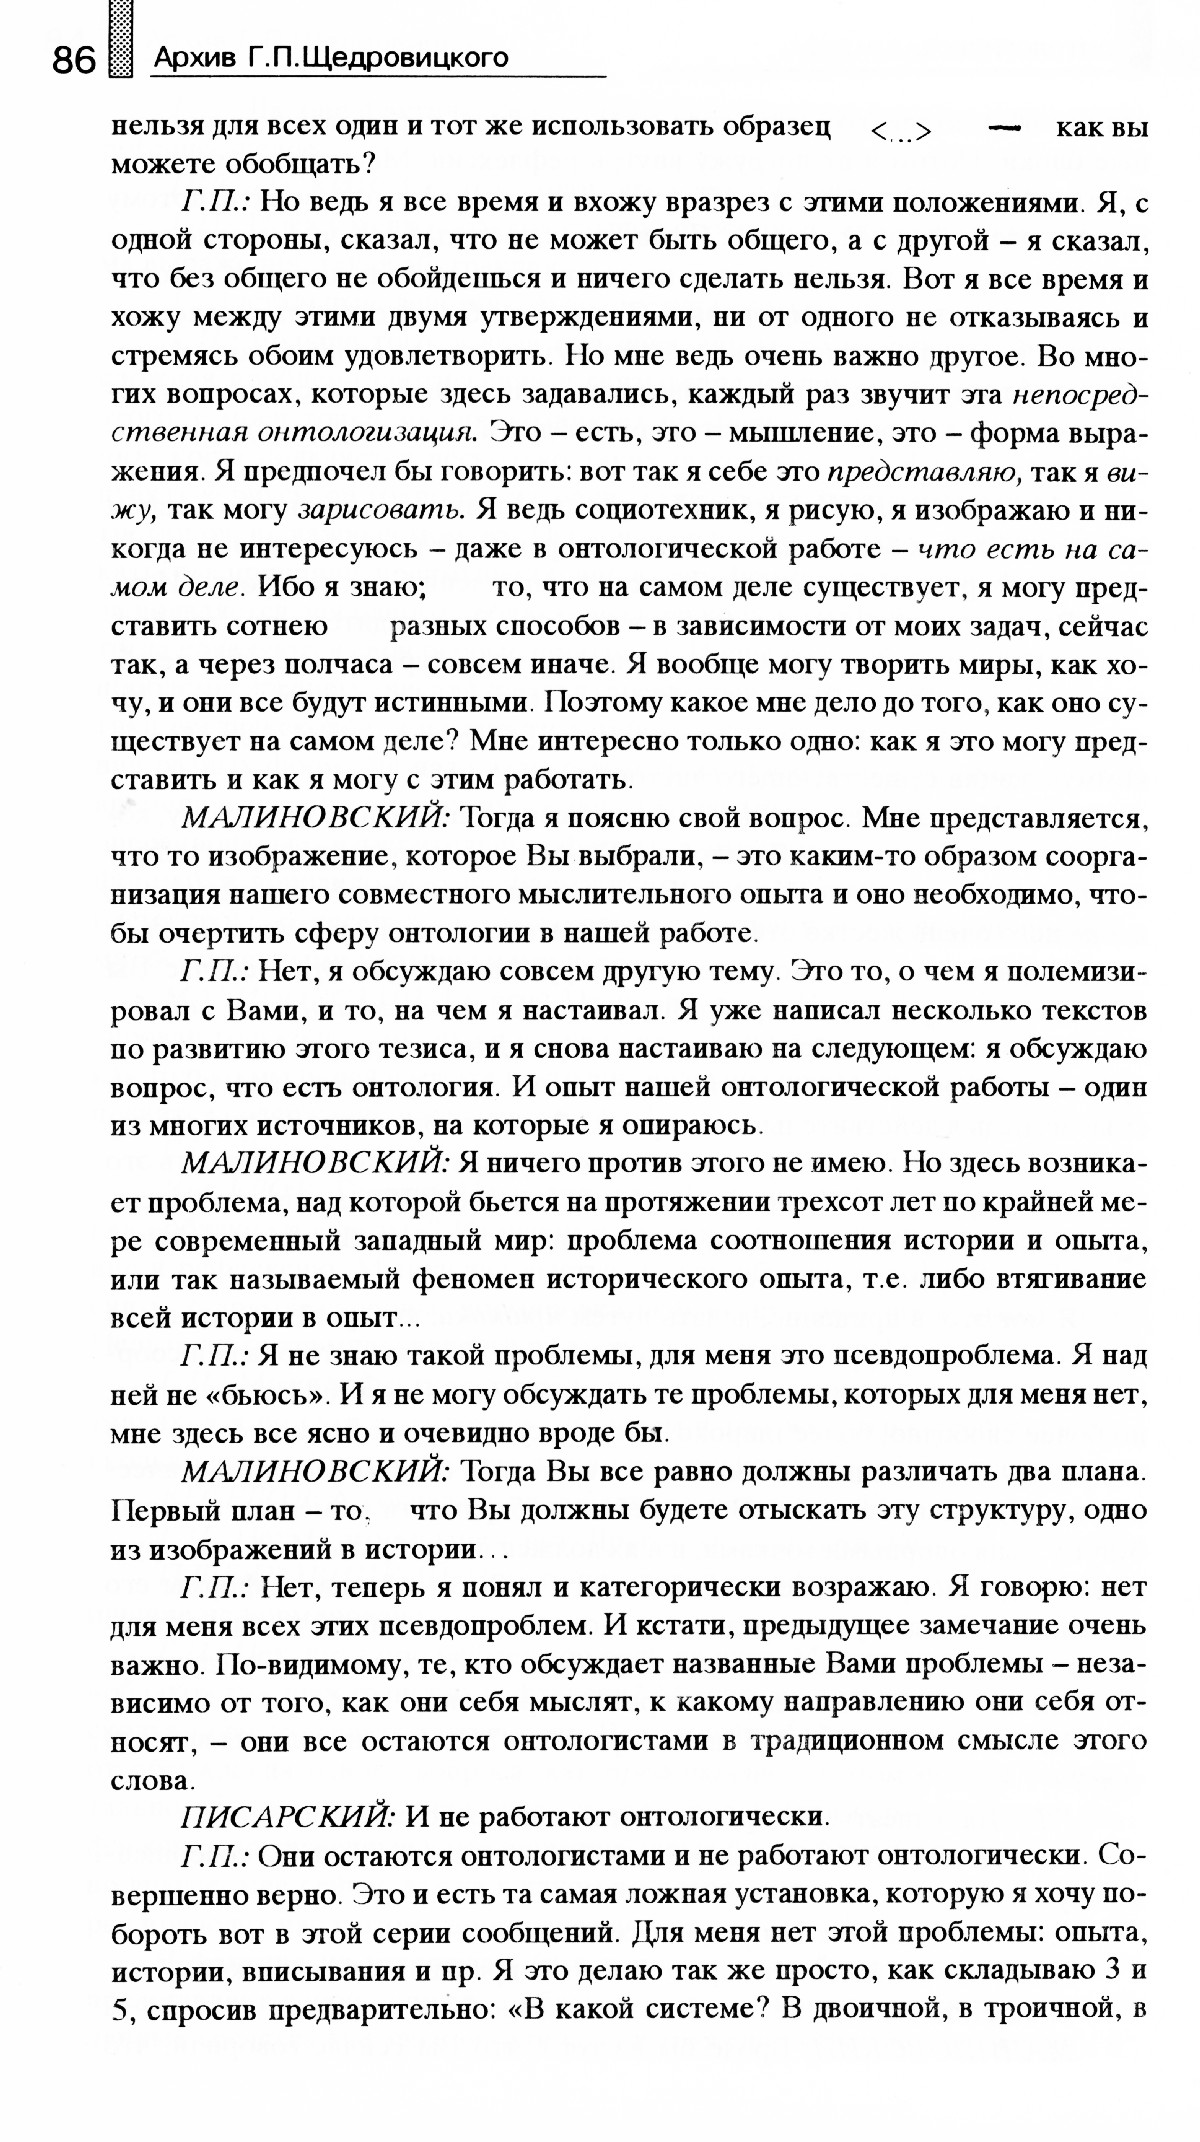 86
Архив Г.П.Щедровицкого
нельзя для всех один и тот же использовать образец <...> — как вы
можете обобщать?
Г.П.: Но ведь я все время и вхожу вразрез с этими положениями. Я, с
одной стороны, сказал, что не может быть общего, а с другой – я сказал,
что без общего не обойдешься и ничего сделать нельзя. Вот я все время и
хожу между этими двумя утверждениями, ни от одного не отказываясь и
стремясь обоим удовлетворить. Но мне ведь очень важно другое. Во мно-
гих вопросах, которые здесь задавались, каждый раз звучит эта непосред-
ственная онтологизация. Это – есть, это – мышление, это – форма выра-
жения. Я предпочел бы говорить: вот так я себе это представляю, так я ви-
жу, так могу зарисовать. Я ведь социотехник, я рисую, я изображаю и ни-
когда не интересуюсь – даже в онтологической работе – что есть на са-
мом деле. Ибо я знаю; то, что на самом деле существует, я могу пред-
ставить сотнею разных способов – в зависимости от моих задач, сейчас
так, а через полчаса – совсем иначе. Я вообще могу творить миры, как хо-
чу, и они все будут истинными. Поэтому какое мне дело до того, как оно су-
ществует на самом деле? Мне интересно только одно: как я это могу пред-
ставить и как я могу с этим работать.
МАЛИНОВСКИЙ: Тогда я поясню свой вопрос. Мне представляется,
что то изображение, которое Вы выбрали, – это каким-то образом соорга-
низация нашего совместного мыслительного опыта и оно необходимо, что-
бы очертить сферу онтологии в нашей работе.
Г.П.: Нет, я обсуждаю совсем другую тему. Это то, о чем я полемизи-
ровал с Вами, и то, на чем я настаивал. Я уже написал несколько текстов
по развитию этого тезиса, и я снова настаиваю на следующем: я обсуждаю
вопрос, что есть онтология. И опыт нашей онтологической работы – один
из многих источников, на которые я опираюсь.
МАЛИНОВСКИЙ: Я ничего против этого не имею. Но здесь возника-
ет проблема, над которой бьется на протяжении трехсот лет по крайней ме-
ре современный западный мир: проблема соотношения истории и опыта,
или так называемый феномен исторического опыта, т.е. либо втягивание
всей истории в опыт...
Г.П.: Я не знаю такой проблемы, для меня это псевдопроблема. Я над
ней не «бьюсь». И я не могу обсуждать те проблемы, которых для меня нет,
мне здесь все ясно и очевидно вроде бы.
МАЛИНОВСКИЙ: Тогда Вы все равно должны различать два плана.
Первый план – то, что Вы должны будете отыскать эту структуру, одно
из изображений в истории...
Г.П.: Нет, теперь я понял и категорически возражаю. Я говорю: нет
для меня всех этих псевдопроблем. И кстати, предыдущее замечание очень
важно. По-видимому, те, кто обсуждает названные Вами проблемы – неза-
висимо от того, как они себя мыслят, к какому направлению они себя от-
носят, – они все остаются онтологистами в традиционном смысле этого
слова.
ПИСАРСКИЙ: И не работают онтологически.
Г.П.: Они остаются онтологистами и не работают онтологически. Со-
вершенно верно. Это и есть та самая ложная установка, которую я хочу по-
бороть вот в этой серии сообщений. Для меня нет этой проблемы: опыта,
истории, вписывания и пр. Я это делаю так же просто, как складываю 3 и
5, спросив предварительно: «В какой системе? В двоичной, в троичной, в